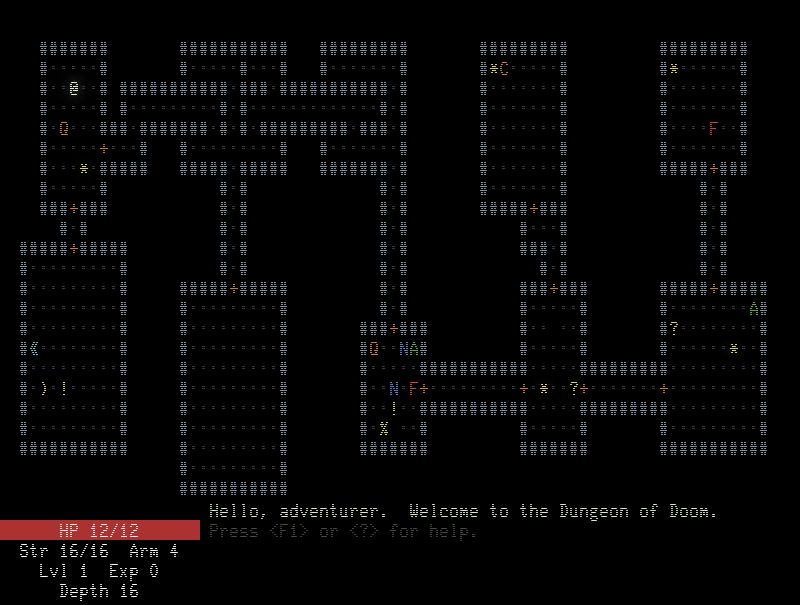 Hello, adventurer.  Welcome to the Dungeon of Doom.
Press <F1> or <?> for help.
HP 12/12
Str 16/16  Arm 4
Lvl 1  Exp 0
Depth 16